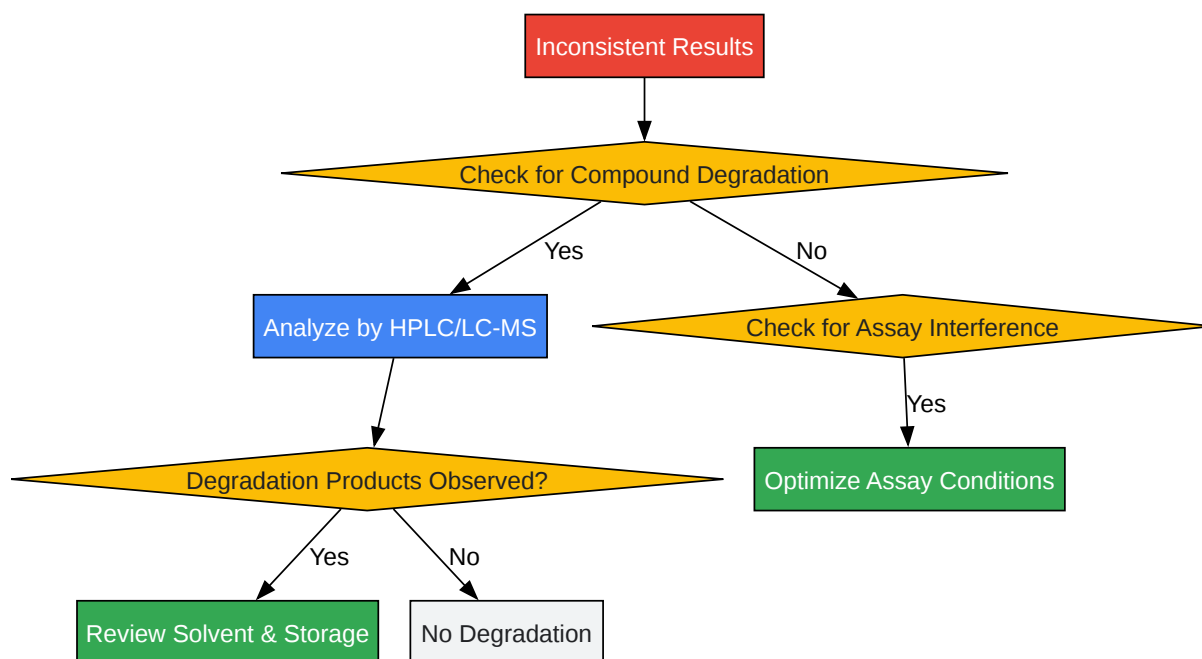 Inconsistent Results
Check for Compound Degradation
Yes
No
Analyze by HPLC/LC-MS
Check for Assay Interference
Yes
Degradation Products Observed?
Optimize Assay Conditions
Yes
No
Review Solvent & Storage
No Degradation